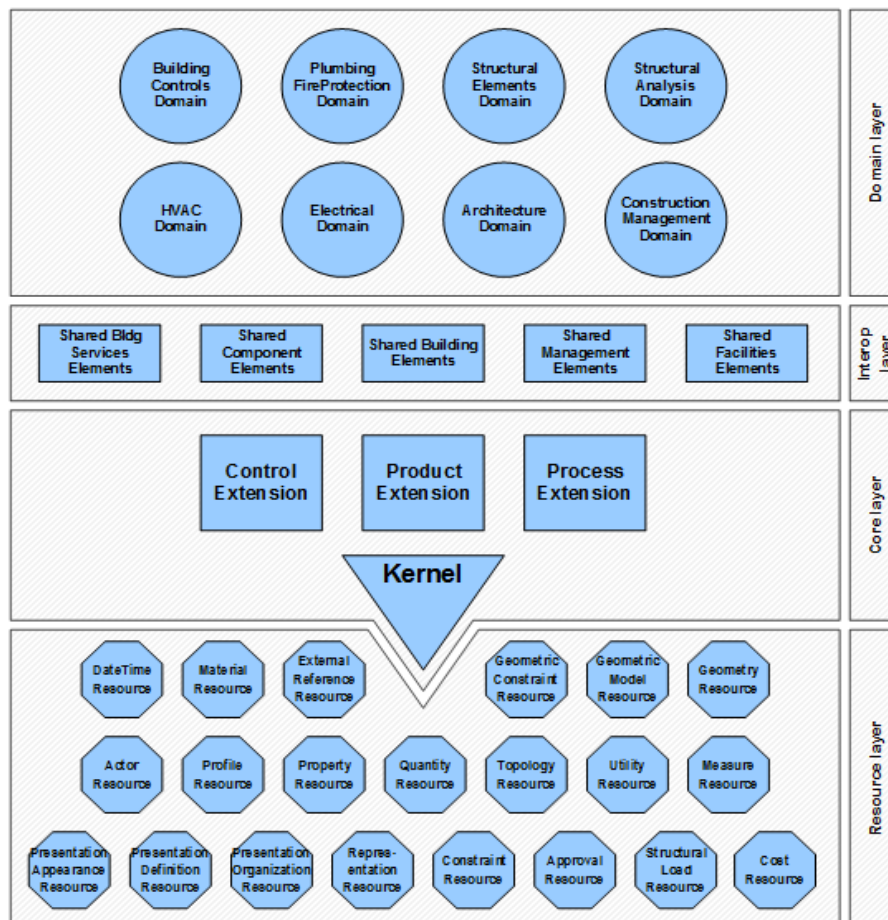 Building
Controls
Domain
Plumbing
FireProtection
Domain
Structural
Elements
Domain
Structural
Analysis
Domain
HVAC
Domain
Electrical
Domain
Architecture
Domain
Construction
Management
Domain
Domain layer
Shared Bldg
Services
Elements
Shared
Component
Elements
Shared Building
Elements
Shared
Management
Elements
Shared
Facilities
Elements
Interop
layer
Control
Extension
Product
Extension
Process
Extension
Kernel
Core layer
DateTime
Resource
Material
Resource
External
Reference
Resource
Geometric
Constraint
Resource
Geometric
Model
Resource
Geometry
Resource
Actor
Resource
Profile
Resource
Property
Resource
Quantity
Resource
Topology
Resource
Utility
Resource
Measure
Resource
Presentation
Appearance
Resource
Presentation
Definition
Resource
Presentation
Organization
Resource
Repres-
entation
Resource
Constraint
Resource
Approval
Resource
Structural
Load
Resource
Cost
Resource
Resource layer